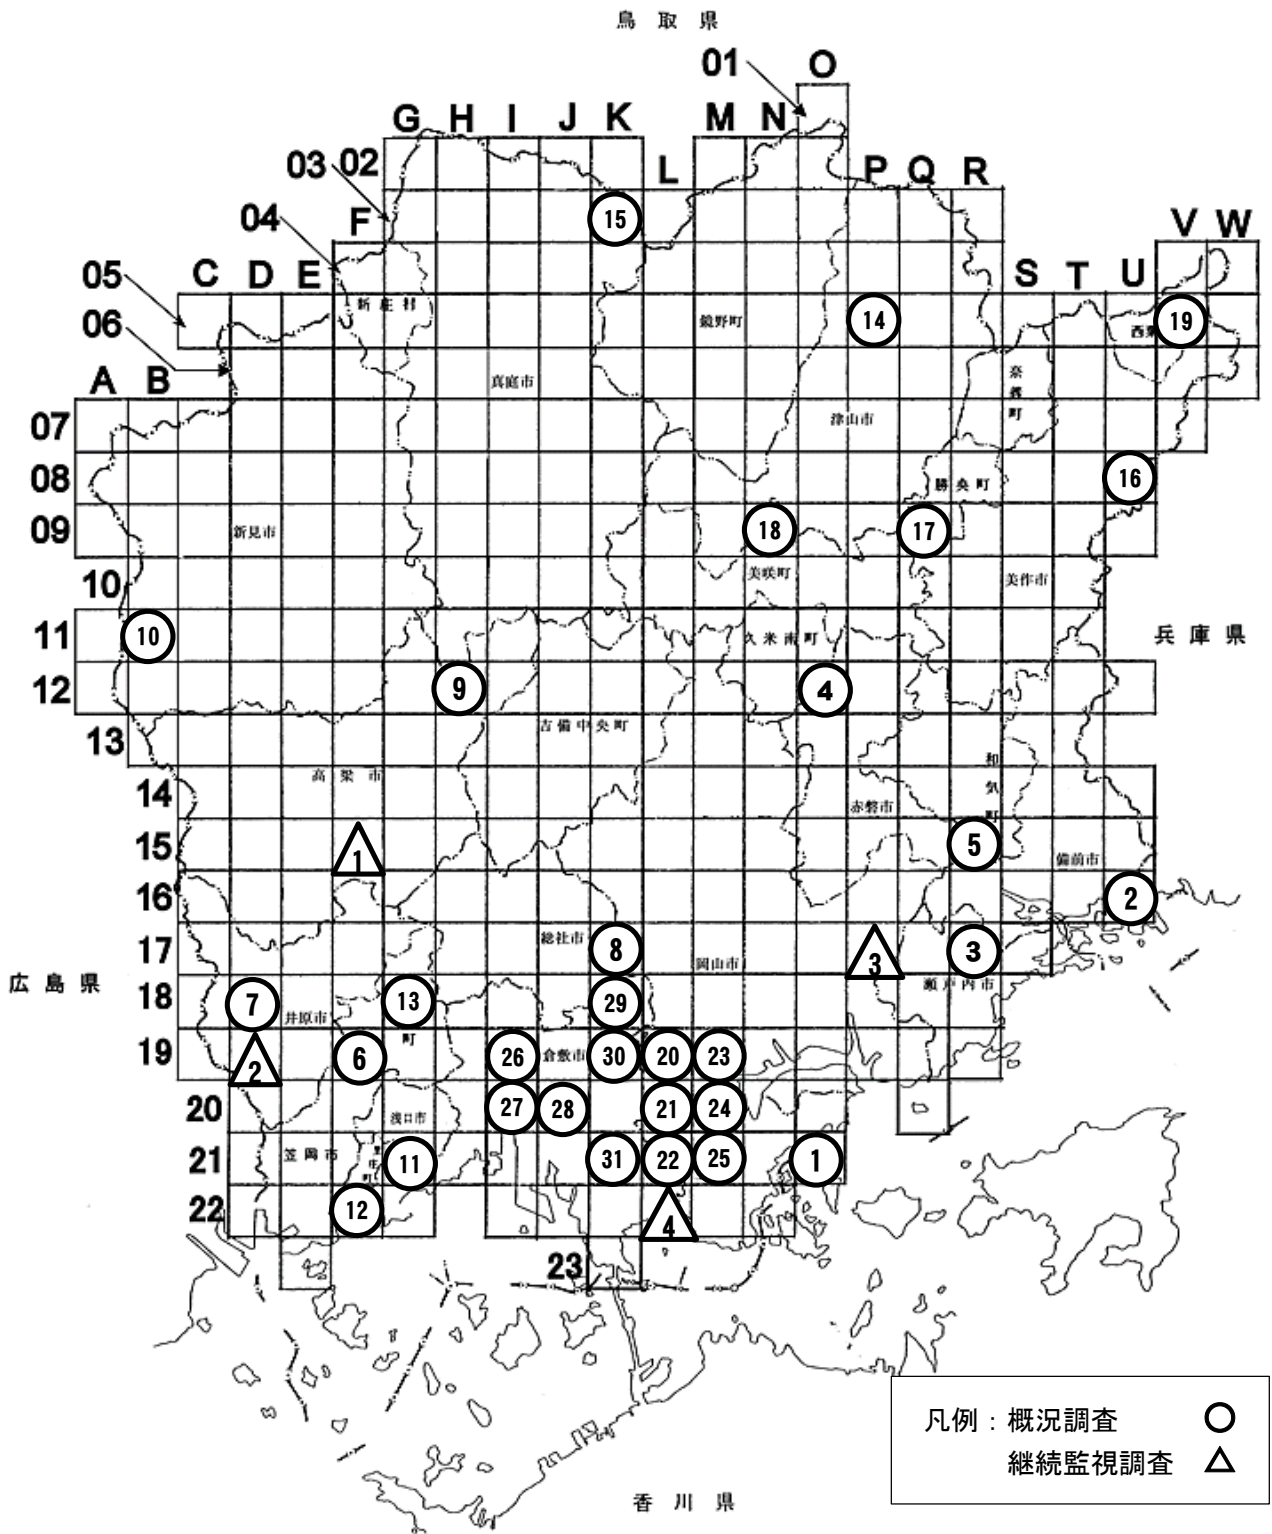 鳥 取 県
01 O
G H I J K M N
03 02 L P Q R
04 F 15 V W
05 C D E S T U
06 新 庄 村 鏡野町 14 西粟 19
A B 真庭市 奈義町
07 津山市
08 勝 央 町 16
09 新見市 18 17
10 美咲町 美作市
11 10 久 米 南 町 兵 庫 県
12 9 4
13 吉 備 中 央 町 和気町
14 高 梁 市 赤磐市
15 1 5 備前市
16 2
17 総社市 8 岡山市 3 3
広 島 県
18 7 井原市 13 29 瀬 戸 内 市
19 2 6 町 26 倉敷市 30 20 23
20 浅口市 27 28 21 24
21 笠 岡 市 里庄町 11 31 22 25 1
22 12 4
23
凡例：概況調査 ○
継続監視調査 △
香 川 県